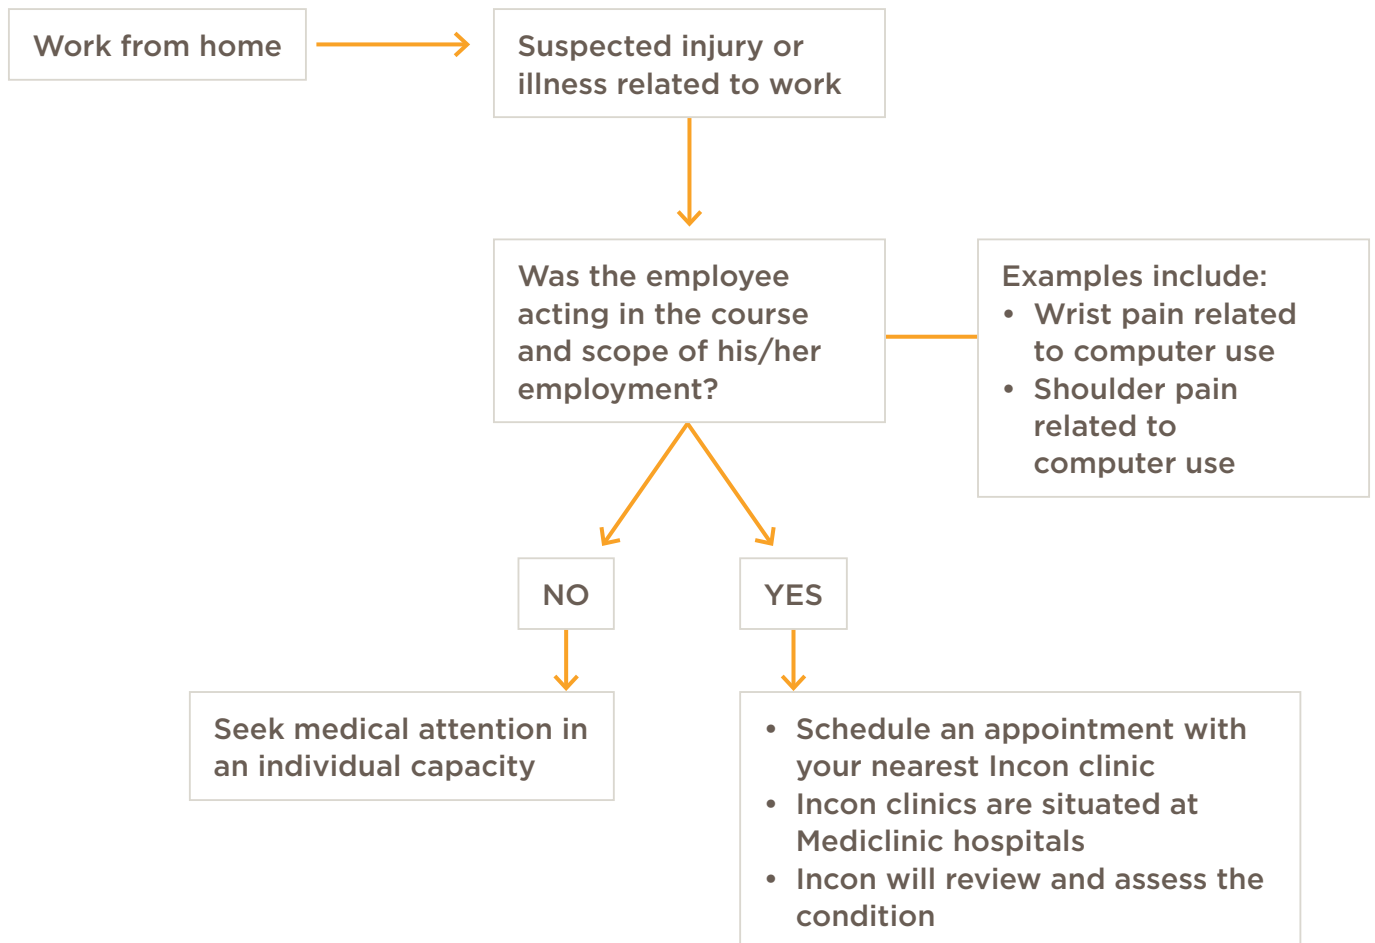 Work from home
Suspected injury or
illness related to work
Was the employee
acting in the course
and scope of his/her
employment?
Examples include:
• Wrist pain related
to computer use
• Shoulder pain
related to
computer use
NO
YES
Seek medical attention in
an individual capacity
• Schedule an appointment with
your nearest Incon clinic
• Incon clinics are situated at
Mediclinic hospitals
• Incon will review and assess the
condition